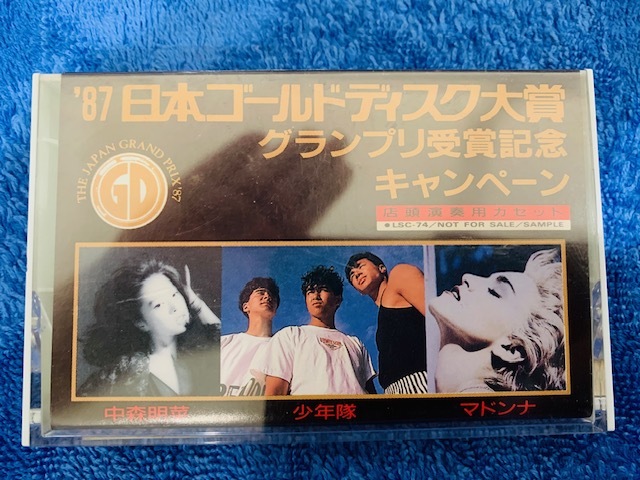 '87日本ゴールドディスク大賞
グランプリ受賞記念
キャンペーン
THE JAPAN GRAND PRIX '87
GD
店頭演奏用カセット
●LSC-74/NOT FOR SALE/SAMPLE
中森明菜
少年隊
マドンナ